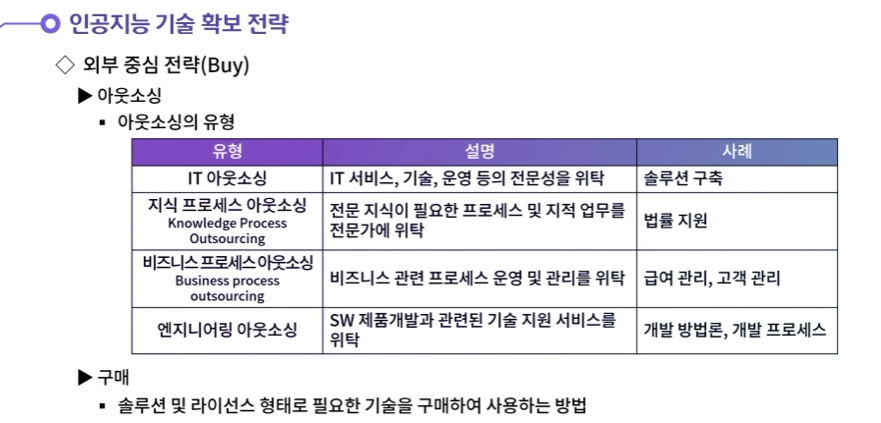 인공지능 기술 확보 전략
◇ 외부 중심 전략(Buy)
▶ 아웃소싱
▪ 아웃소싱의 유형
유형 설명 사례
IT 아웃소싱 IT 서비스, 기술, 운영 등의 전문성을 위탁 솔루션 구축
지식 프로세스 아웃소싱
Knowledge Process
Outsourcing
전문 지식이 필요한 프로세스 및 지적 업무를
전문가에 위탁
법률 지원
비즈니스 프로세스 아웃소싱
Business process
outsourcing
비즈니스 관련 프로세스 운영 및 관리를 위탁
급여 관리, 고객 관리
엔지니어링 아웃소싱
SW 제품개발과 관련된 기술 지원 서비스를
위탁
개발 방법론, 개발 프로세스
▶ 구매
▪ 솔루션 및 라이선스 형태로 필요한 기술을 구매하여 사용하는 방법